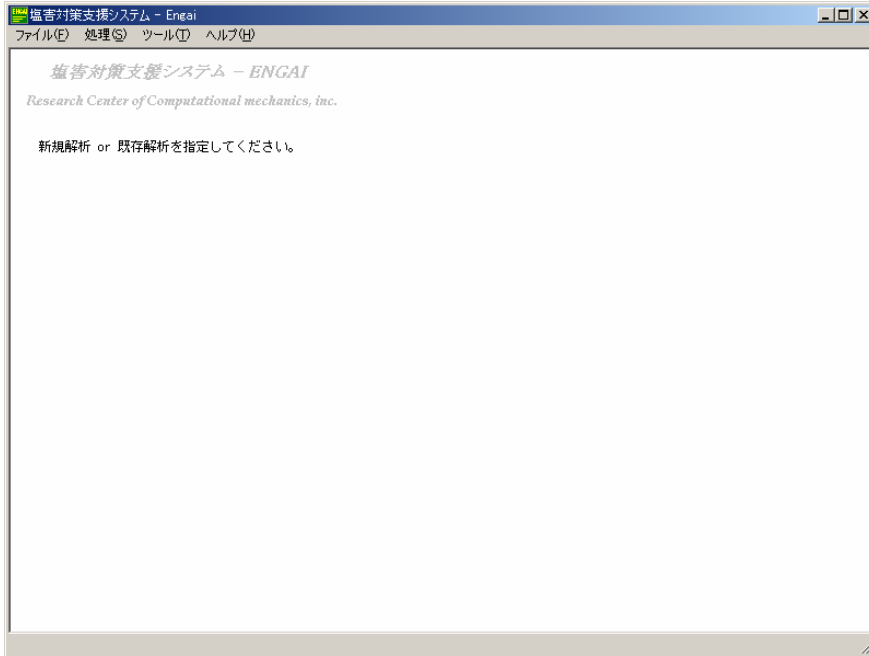 塩害対策支援システム - Engai
ファイル(F) 処理(S) ツール(T) ヘルプ(H)
塩害対策支援システム - ENGAI
Research Center of Computational mechanics, inc.
新規解析 or 既存解析を指定してください。